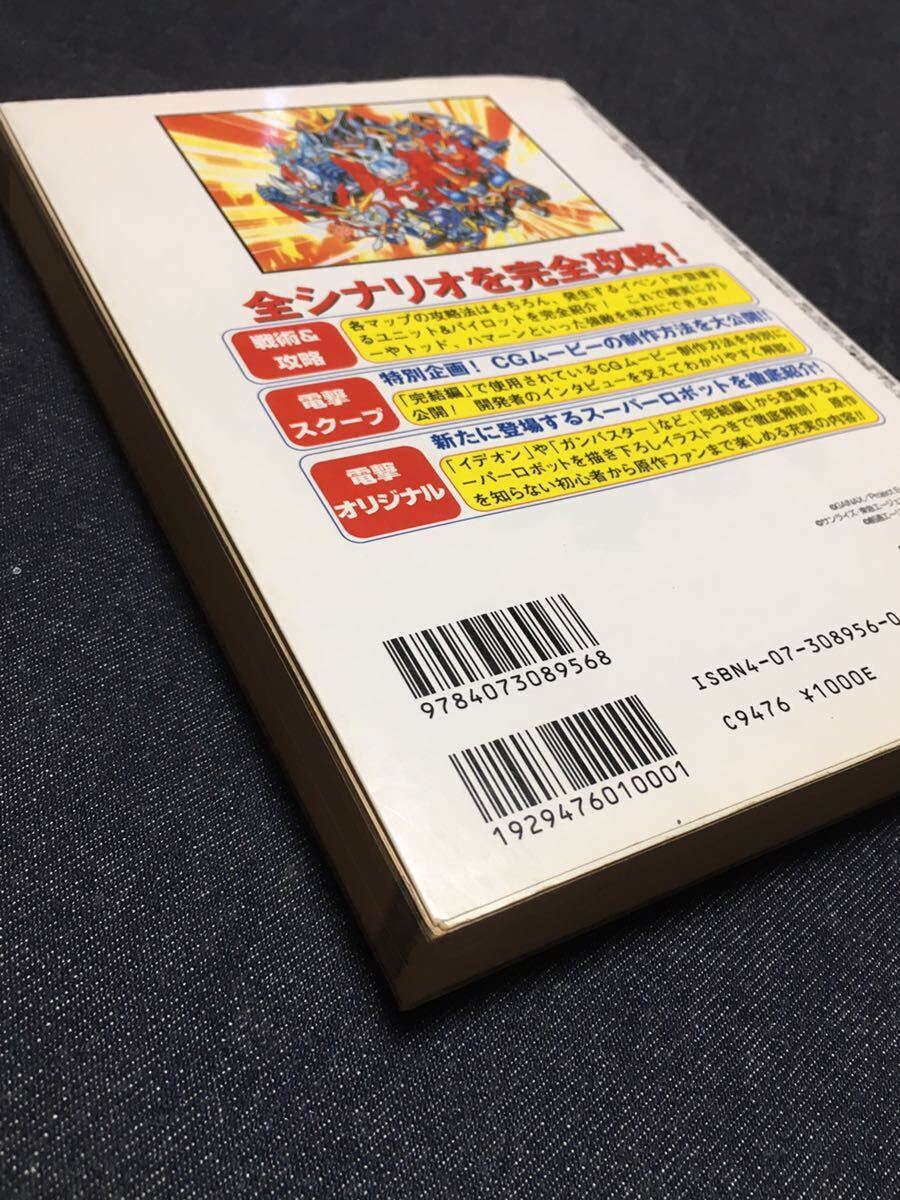 全シナリオを完全攻略!
戦術&
攻略
各マップの攻略法はもちろん、発生するイベントや登場す
るユニット&パイロットを完全紹介! これで確実にガト
ーやトッド、ハマーンといった強敵を味方にできる!!
電撃
スクープ
特別企画! CGムービーの制作方法を大公開!!
「完結編」で使用されているCGムービー制作方法を特別に
公開! 開発者のインタビューを交えてわかりやすく解説!
電撃
オリジナル
新たに登場するスーパーロボットを徹底紹介!
「イデオン」や「ガンバスター」など、「完結編」から登場するス
ーパーロボットを描き下ろしイラストつきで徹底解剖! 原作
を知らない初心者から原作ファンまで楽しめる充実の内容!!
©GAINAX/Project E
9784073089568
ISBN4-07-308956-0
C9476 ¥1000E
1929476010001